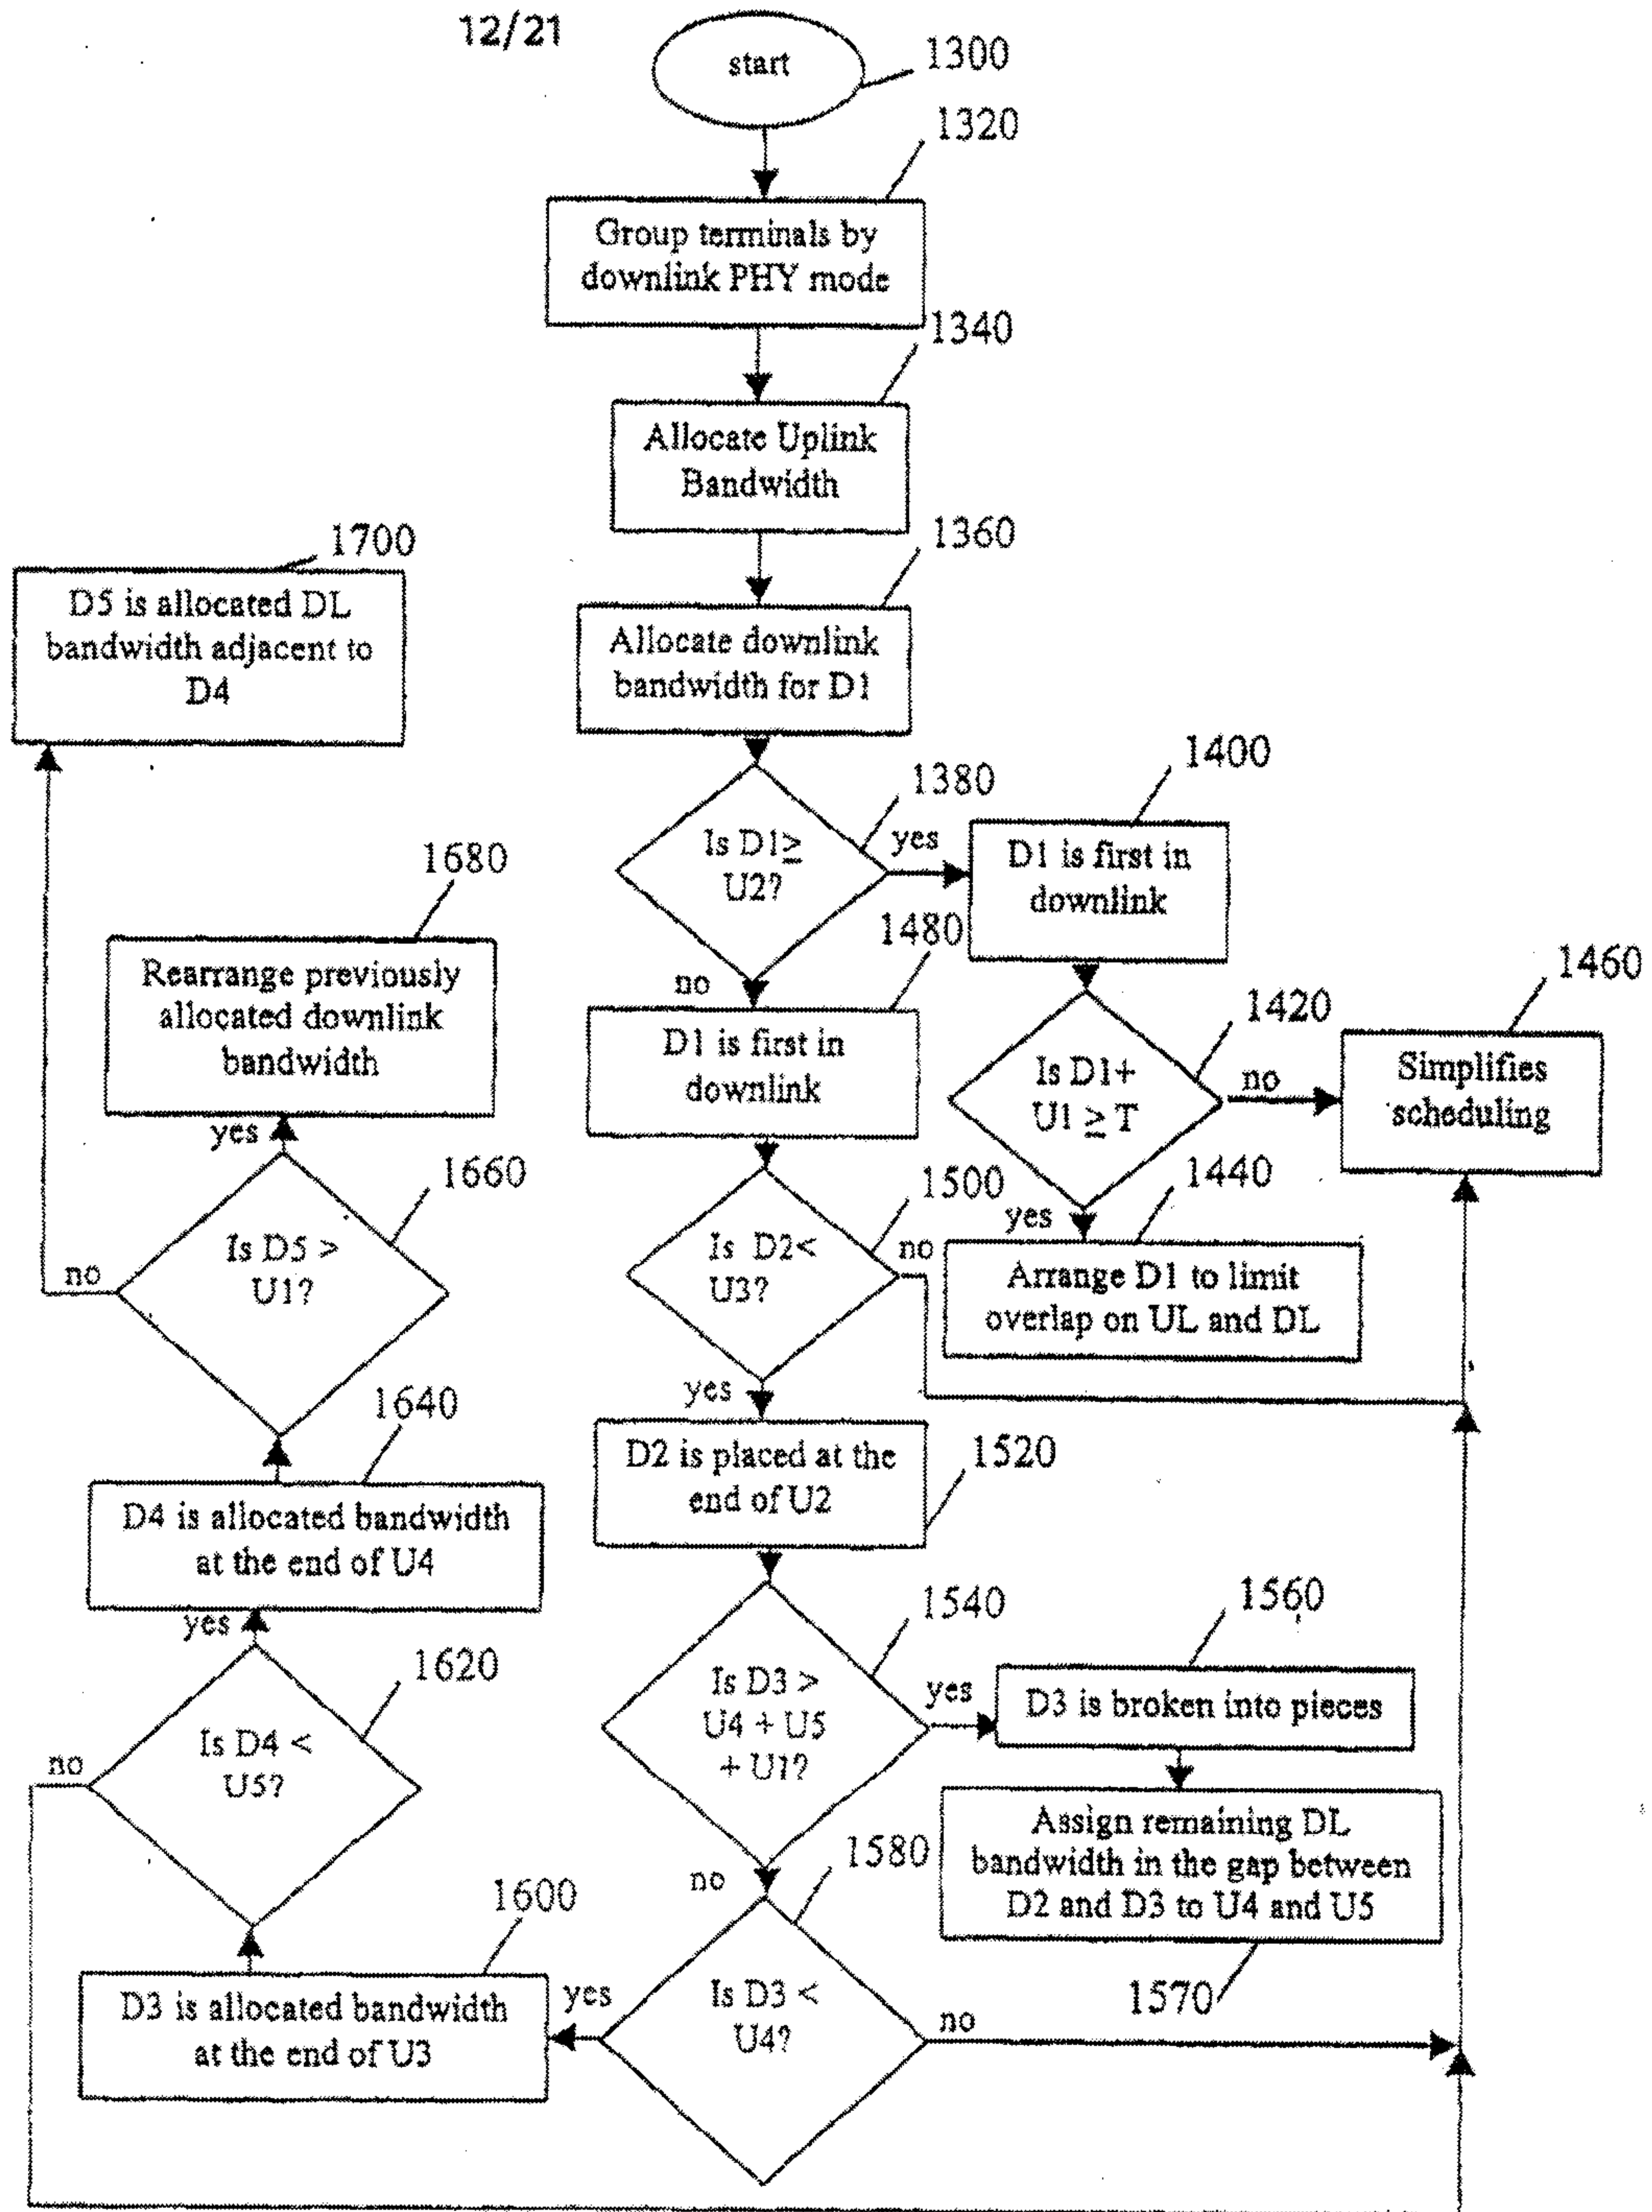 12/21
start
1300
1320
Group terminals by
downlink PHY mode
1340
Allocate Uplink
Bandwidth
1360
Allocate downlink
bandwidth for D1
1380
Is D1≥
U2?
yes
1400
D1 is first in
downlink
no
1480
D1 is first in
downlink
1420
Is D1+
U1 ≥ T
no
1460
Simplifies
scheduling
yes
1440
Arrange D1 to limit
overlap on UL and DL
1500
Is D2<
U3?
no
yes
1520
D2 is placed at the
end of U2
1540
Is D3 >
U4 + U5
+ U1?
yes
1560
D3 is broken into pieces
Assign remaining DL
bandwidth in the gap between
D2 and D3 to U4 and U5
1570
no
1580
Is D3 <
U4?
no
yes
1600
D3 is allocated bandwidth
at the end of U3
1620
Is D4 <
U5?
no
yes
1640
D4 is allocated bandwidth
at the end of U4
1660
Is D5 >
U1?
no
yes
1680
Rearrange previously
allocated downlink
bandwidth
1700
D5 is allocated DL
bandwidth adjacent to
D4